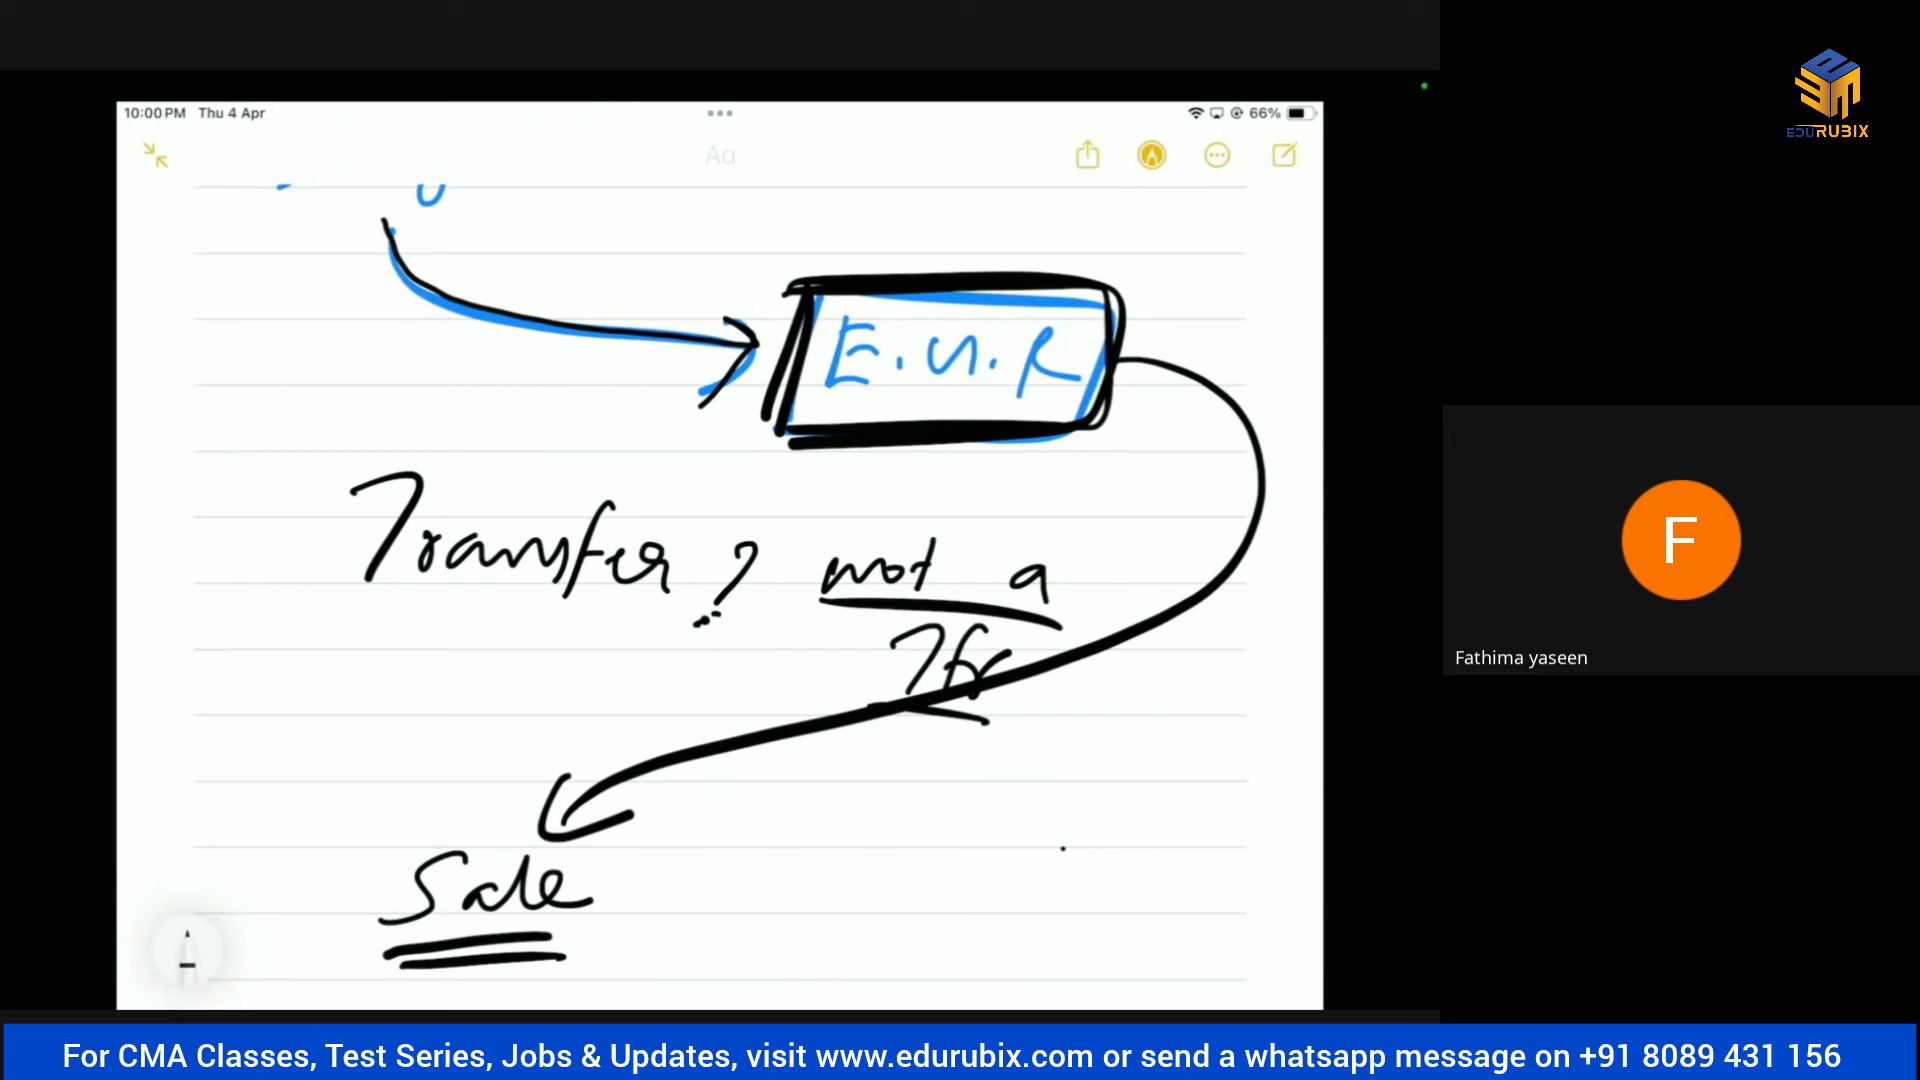 10:00 PM Thu 4 Apr
66%
Aa
E.U.R
Transfer? not a
Tfr
Sale
EDURUBIX
F
Fathima yaseen
For CMA Classes, Test Series, Jobs & Updates, visit www.edurubix.com or send a whatsapp message on +91 8089 431 156